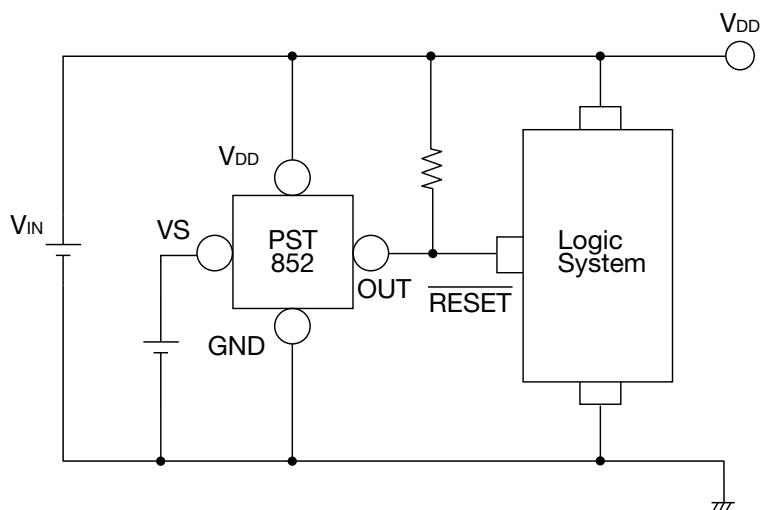 VDD
VDD
VIN
VS
PST
852
OUT
GND
RESET
Logic
System